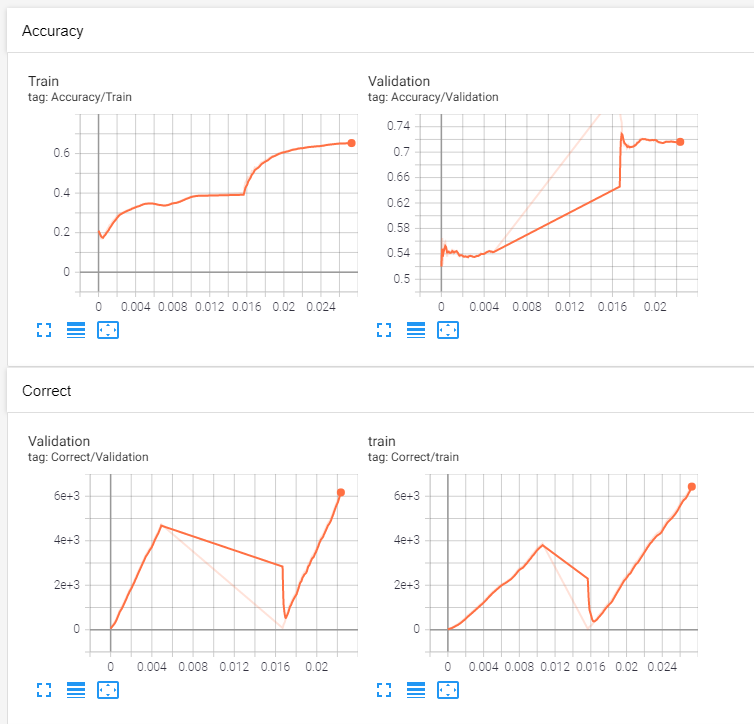 Accuracy
Train
tag: Accuracy/Train
0.6
0.4
0.2
0
0 0.004 0.008 0.012 0.016 0.02 0.024
Validation
tag: Accuracy/Validation
0.74
0.7
0.66
0.62
0.58
0.54
0.5
0 0.004 0.008 0.012 0.016 0.02
Correct
Validation
tag: Correct/Validation
6e+3
4e+3
2e+3
0
0 0.004 0.008 0.012 0.016 0.02
train
tag: Correct/train
6e+3
4e+3
2e+3
0
0 0.004 0.008 0.012 0.016 0.02 0.024